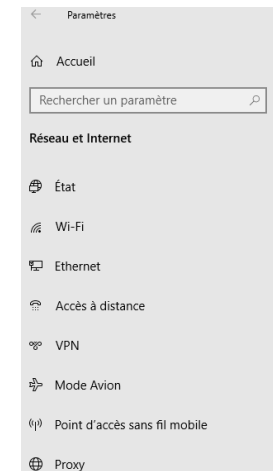 Paramètres
Accueil
Rechercher un paramètre
Réseau et Internet
État
Wi-Fi
Ethernet
Accès à distance
VPN
Mode Avion
Point d'accès sans fil mobile
Proxy